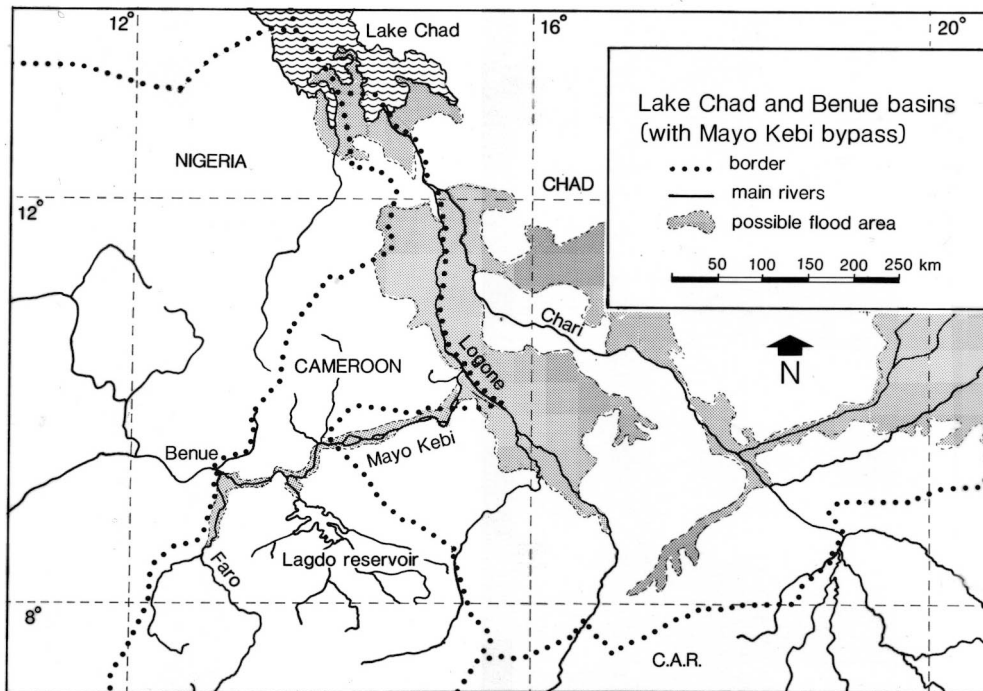 12°
16°
20°
Lake Chad
Lake Chad and Benue basins
(with Mayo Kebi bypass)
border
main rivers
possible flood area
50 100 150 200 250 km
NIGERIA
CHAD
12°
Chari
N
Logone
CAMEROON
Mayo Kebi
Benue
Faro
Lagdo reservoir
8°
C.A.R.